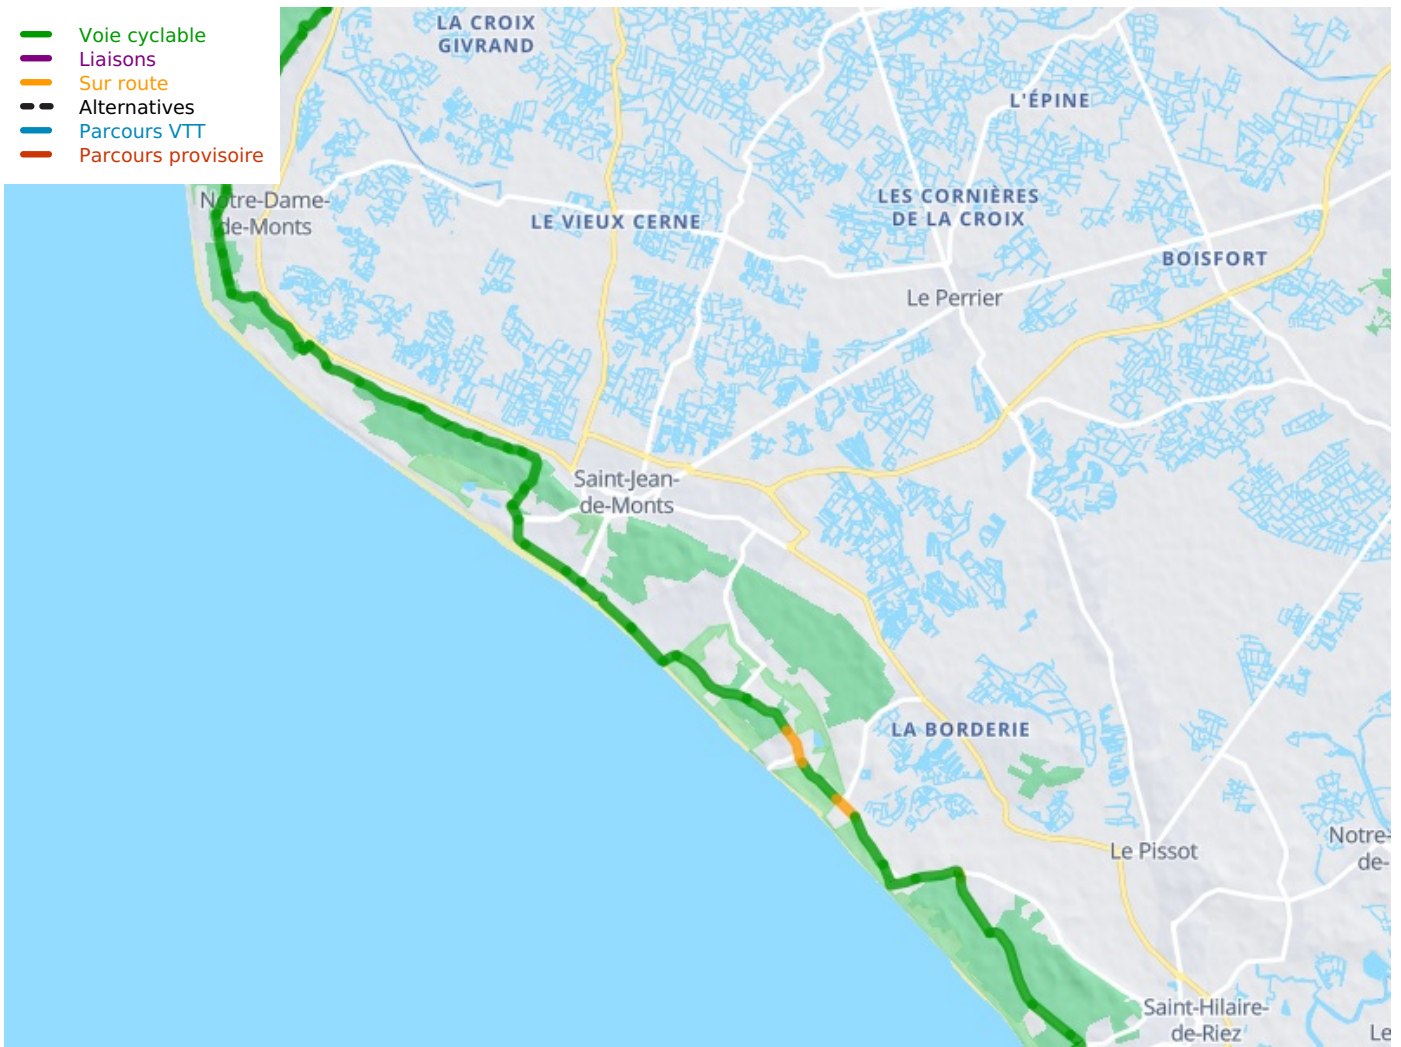 Voie cyclable
Liaisons
Sur route
Alternatives
Parcours VTT
Parcours provisoire
LA CROIX
GIVRAND
L'ÉPINE
Notre-Dame-
de-Monts
LE VIEUX CERNE
LES CORNIÈRES
DE LA CROIX
BOISFORT
Le Perrier
Saint-Jean-
de-Monts
LA BORDERIE
Le Pissot
Notre-
de-
Saint-Hilaire-
de-Riez
Le